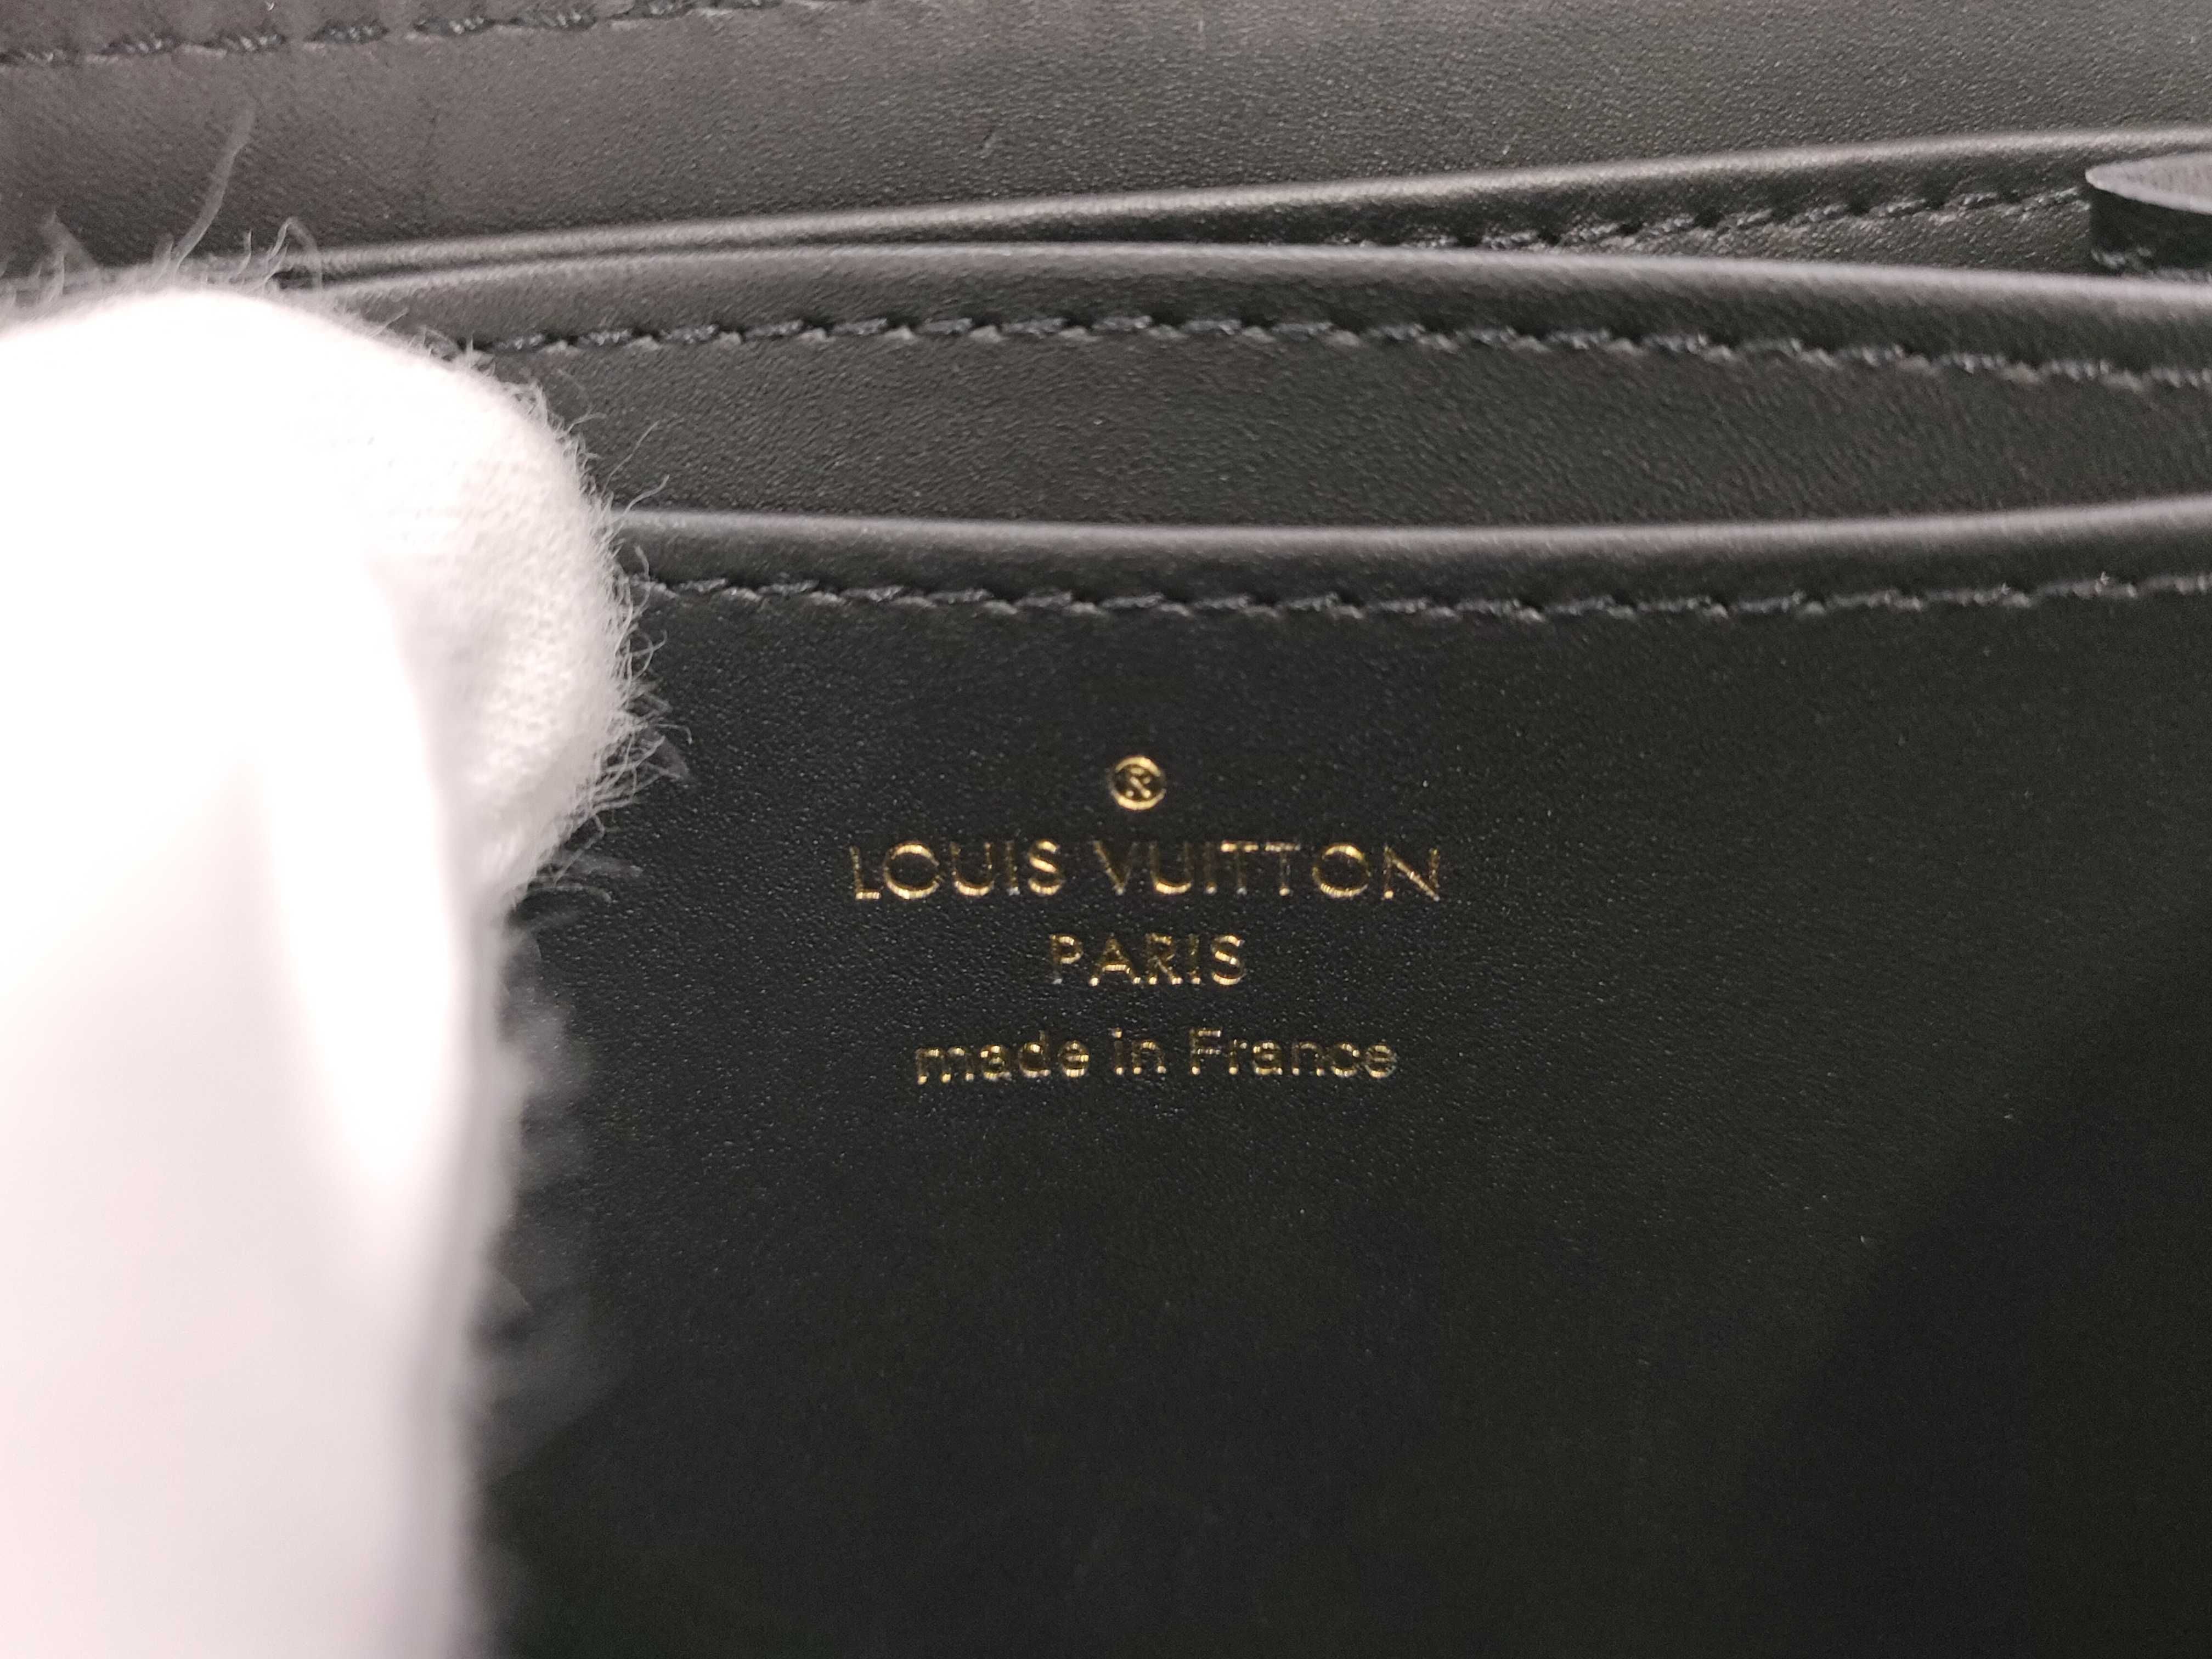 ®
LOUIS VUITTON
PARIS
made in France